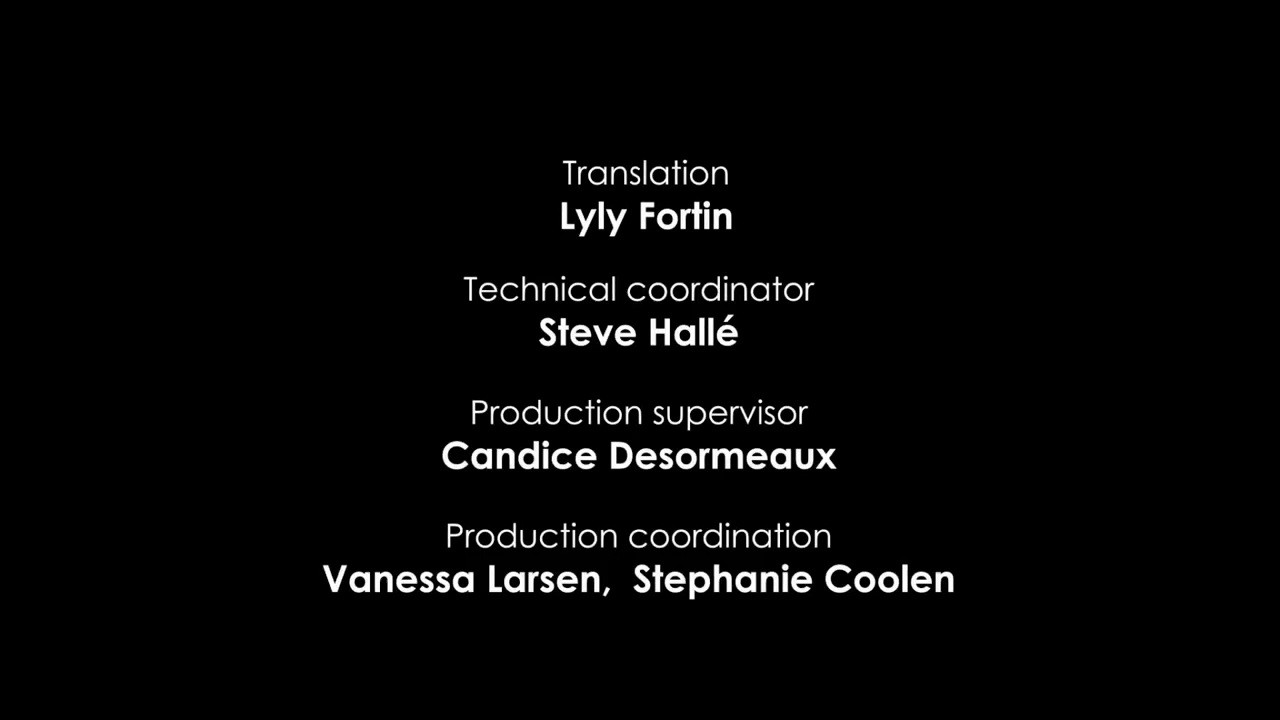 Translation
Lyly Fortin
Technical coordinator
Steve Hallé
Production supervisor
Candice Desormeaux
Production coordination
Vanessa Larsen,  Stephanie Coolen